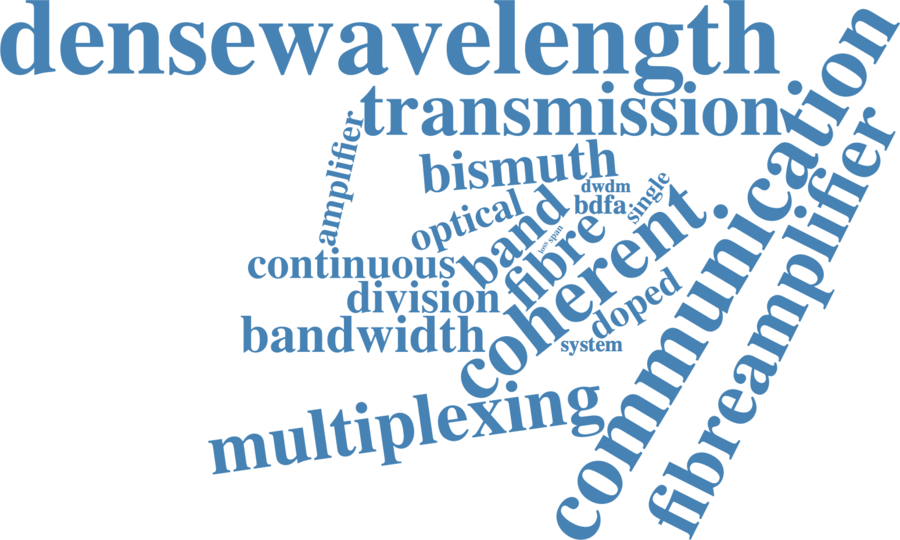 densewavelength
transmission
communication
fibreamplifier
amplifier
bismuth
dwdm
single
bdfa
optical
band
loss span
fibre
continuous
coherent
division
doped
bandwidth
system
multiplexing